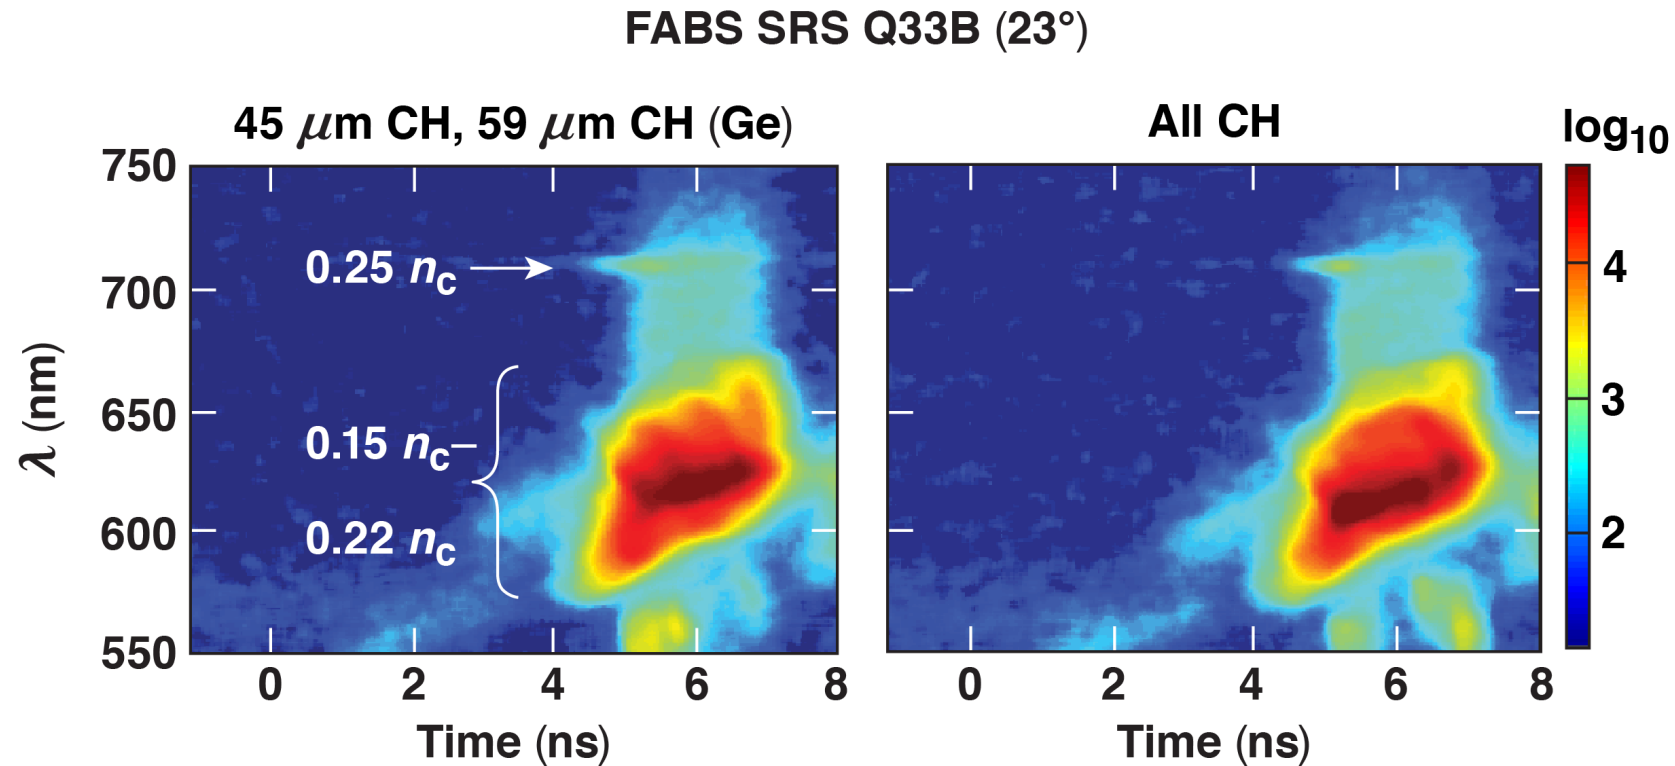 FABS SRS Q33B (23°)
45 μm CH, 59 μm CH (Ge)
All CH
log10
750
700
650
600
550
λ (nm)
0.25 nc
0.15 nc–
0.22 nc
4
3
2
0 2 4 6 8
0 2 4 6 8
Time (ns)
Time (ns)